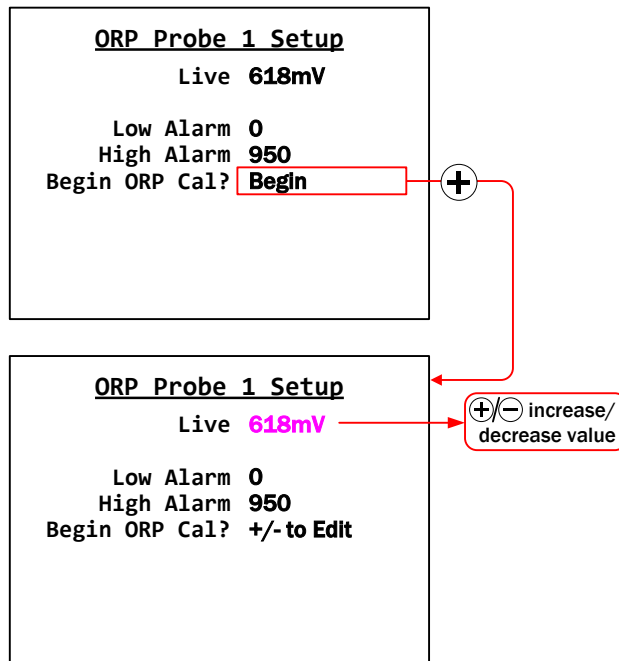 ORP Probe 1 Setup
Live 618mV
Low Alarm 0
High Alarm 950
Begin ORP Cal? Begin
+
ORP Probe 1 Setup
Live 618mV
+/− increase/
decrease value
Low Alarm 0
High Alarm 950
Begin ORP Cal? +/- to Edit